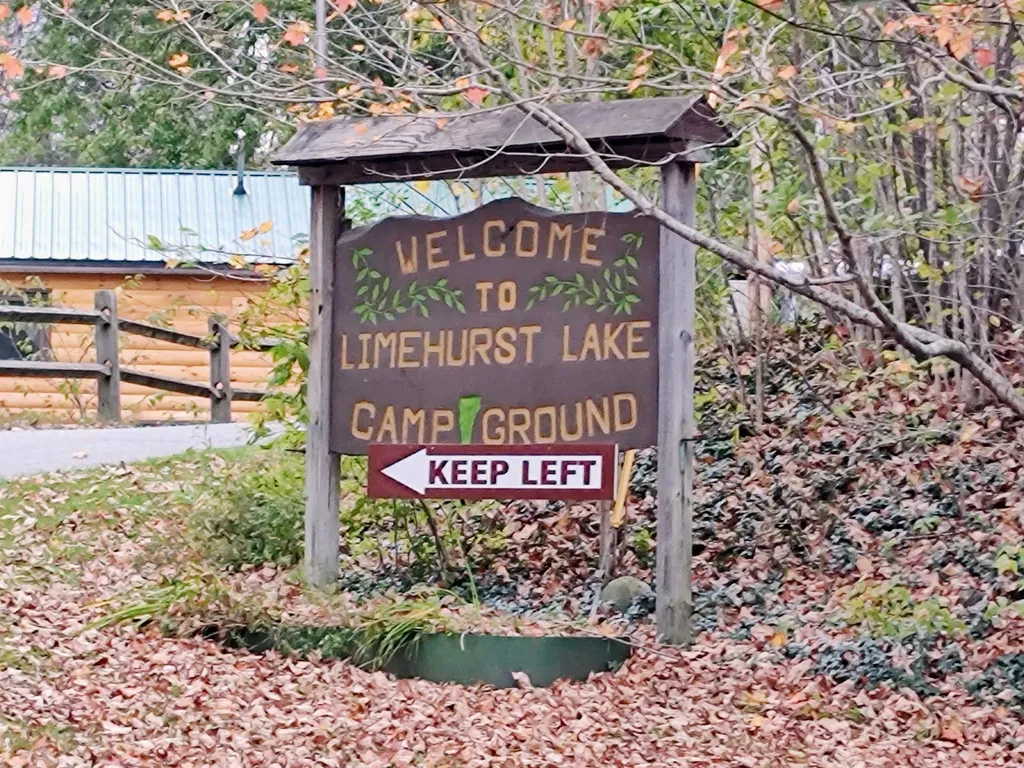 WELCOME
TO
LIMEHURST LAKE
CAMP GROUND
KEEP LEFT